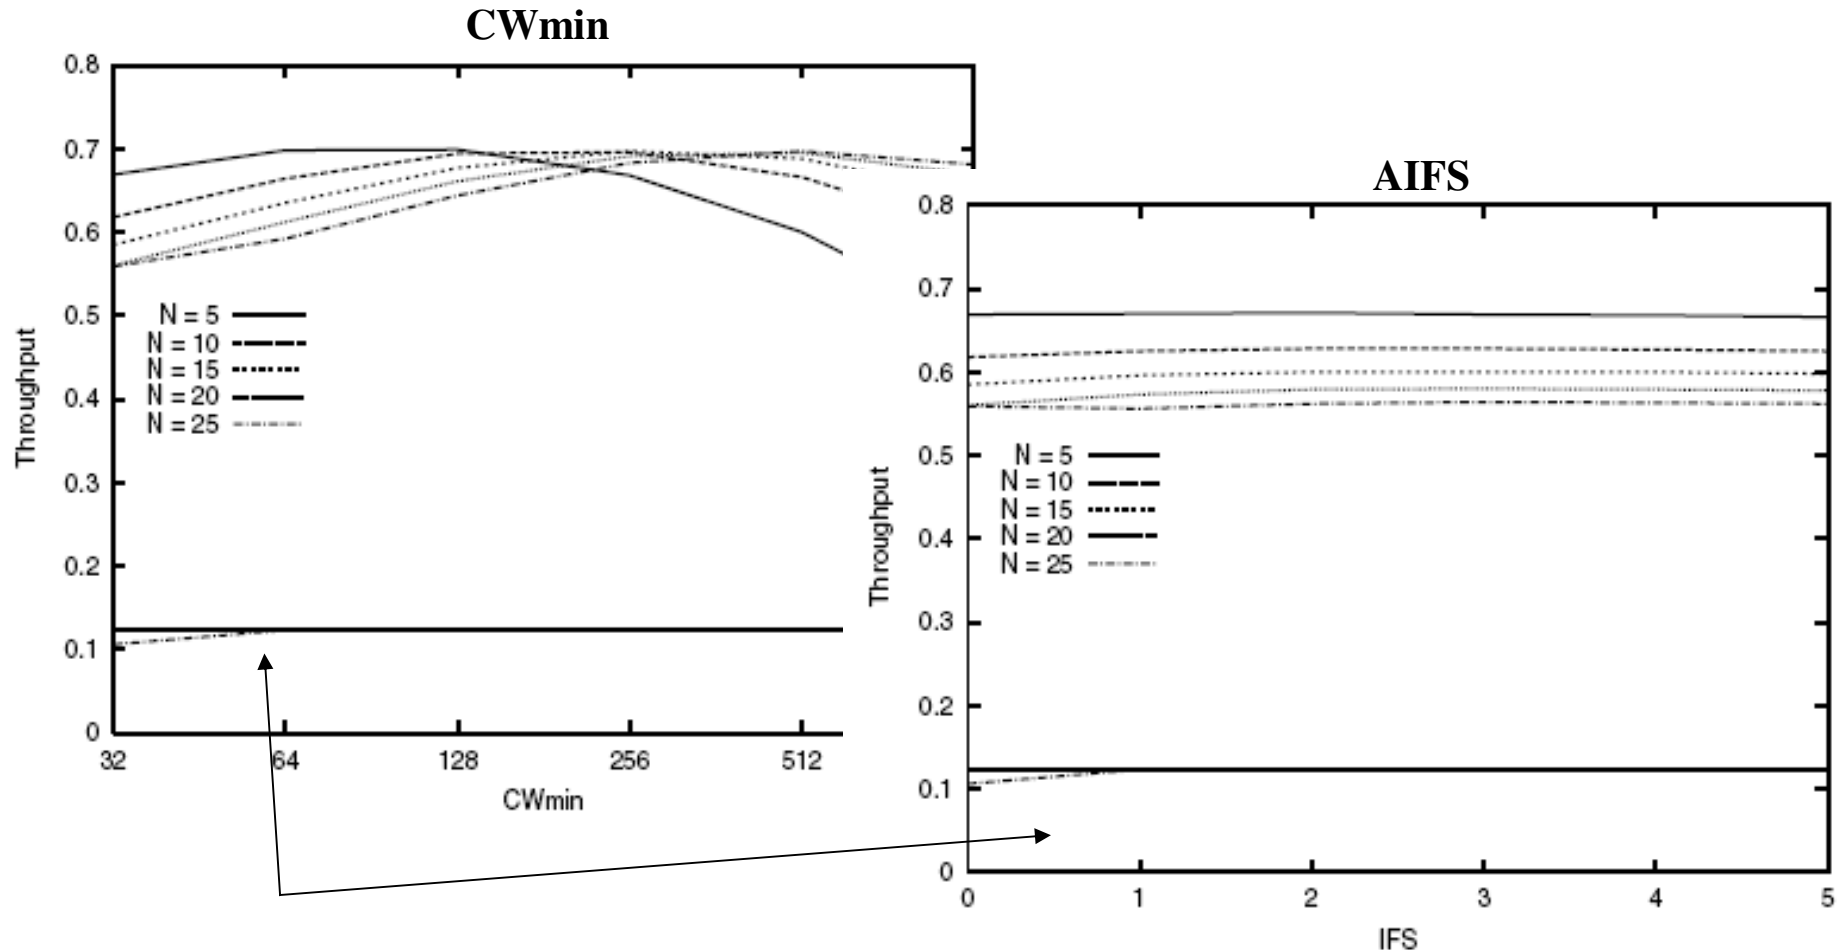 CWmin
0.8
0.7
0.6
0.5
0.4
0.3
0.2
0.1
0
Throughput
N = 5
N = 10
N = 15
N = 20
N = 25
32
64
128
256
512
CWmin
AIFS
0.8
0.7
0.6
0.5
0.4
0.3
0.2
0.1
0
Throughput
N = 5
N = 10
N = 15
N = 20
N = 25
0
1
2
3
4
5
IFS